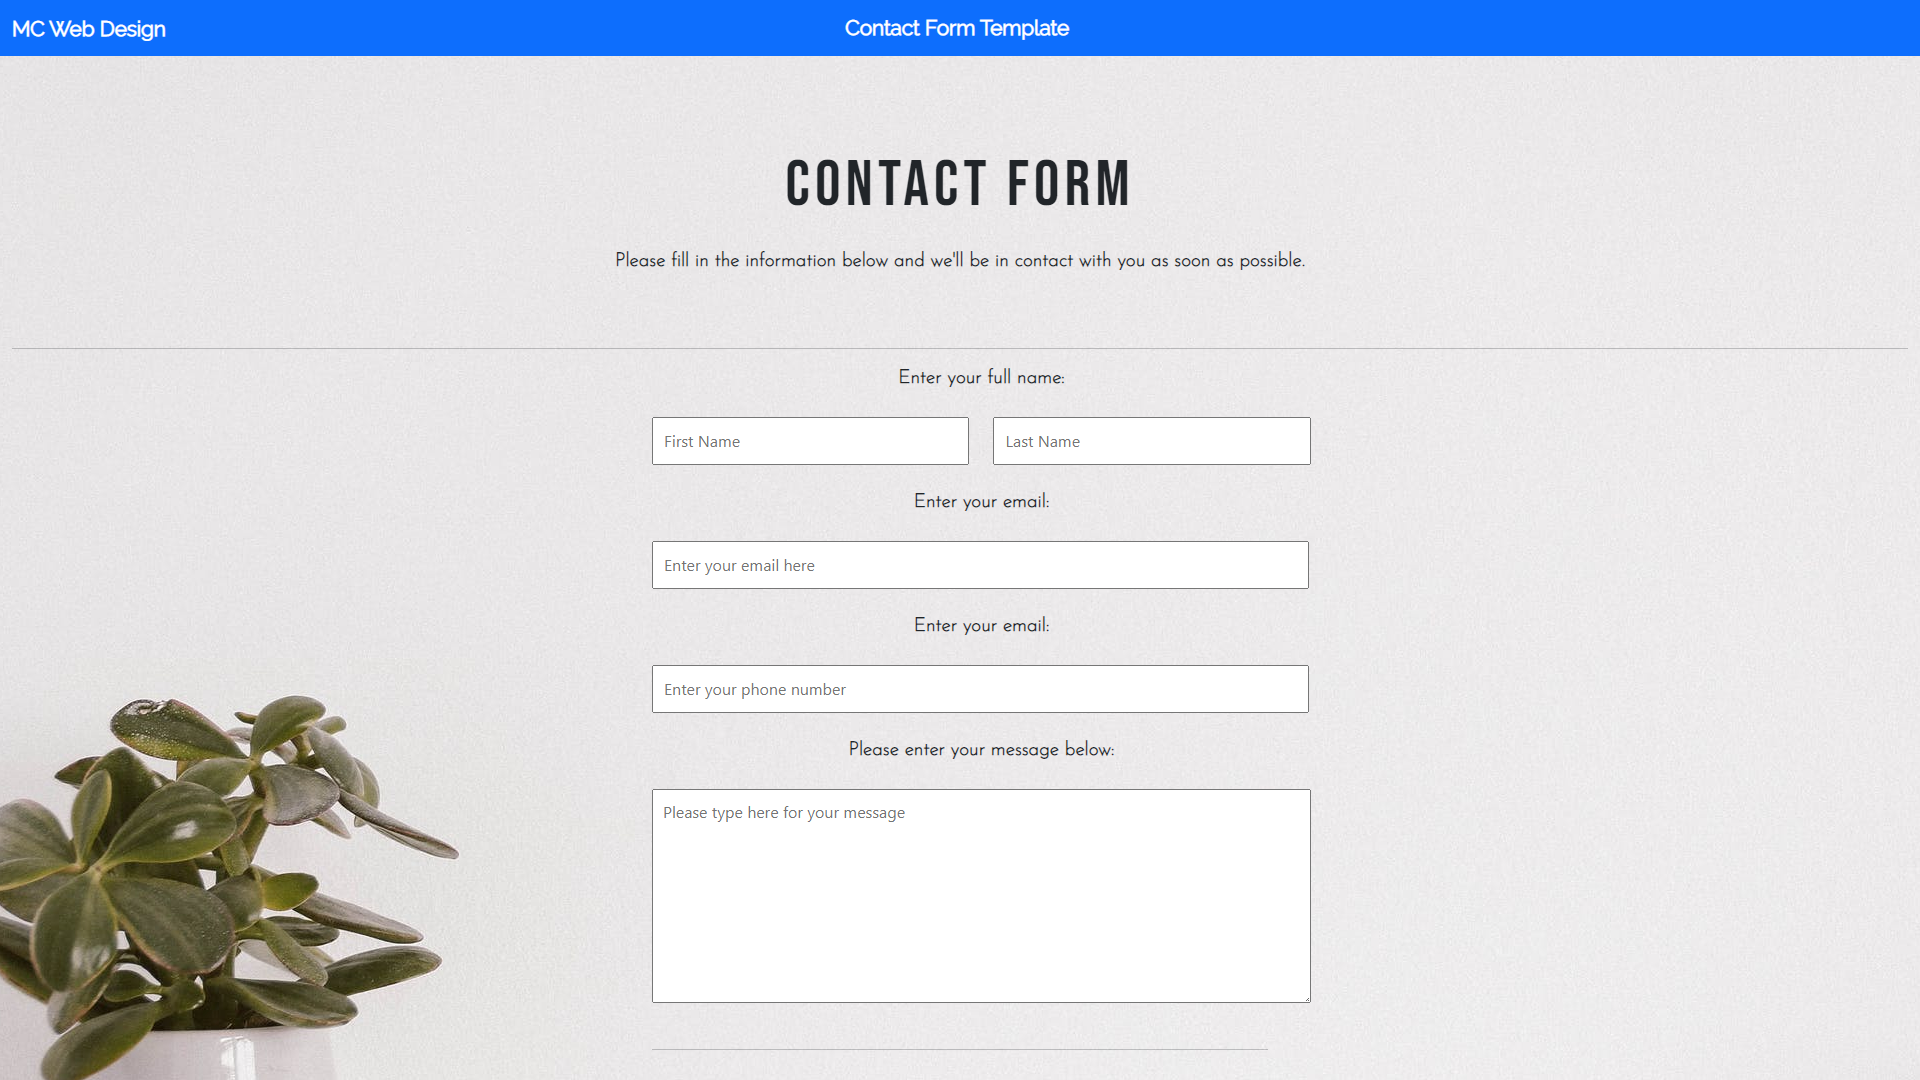 MC Web Design
Contact Form Template
CONTACT FORM
Please fill in the information below and we'll be in contact with you as soon as possible.
Enter your full name:
First Name
Last Name
Enter your email:
Enter your email here
Enter your email:
Enter your phone number
Please enter your message below:
Please type here for your message